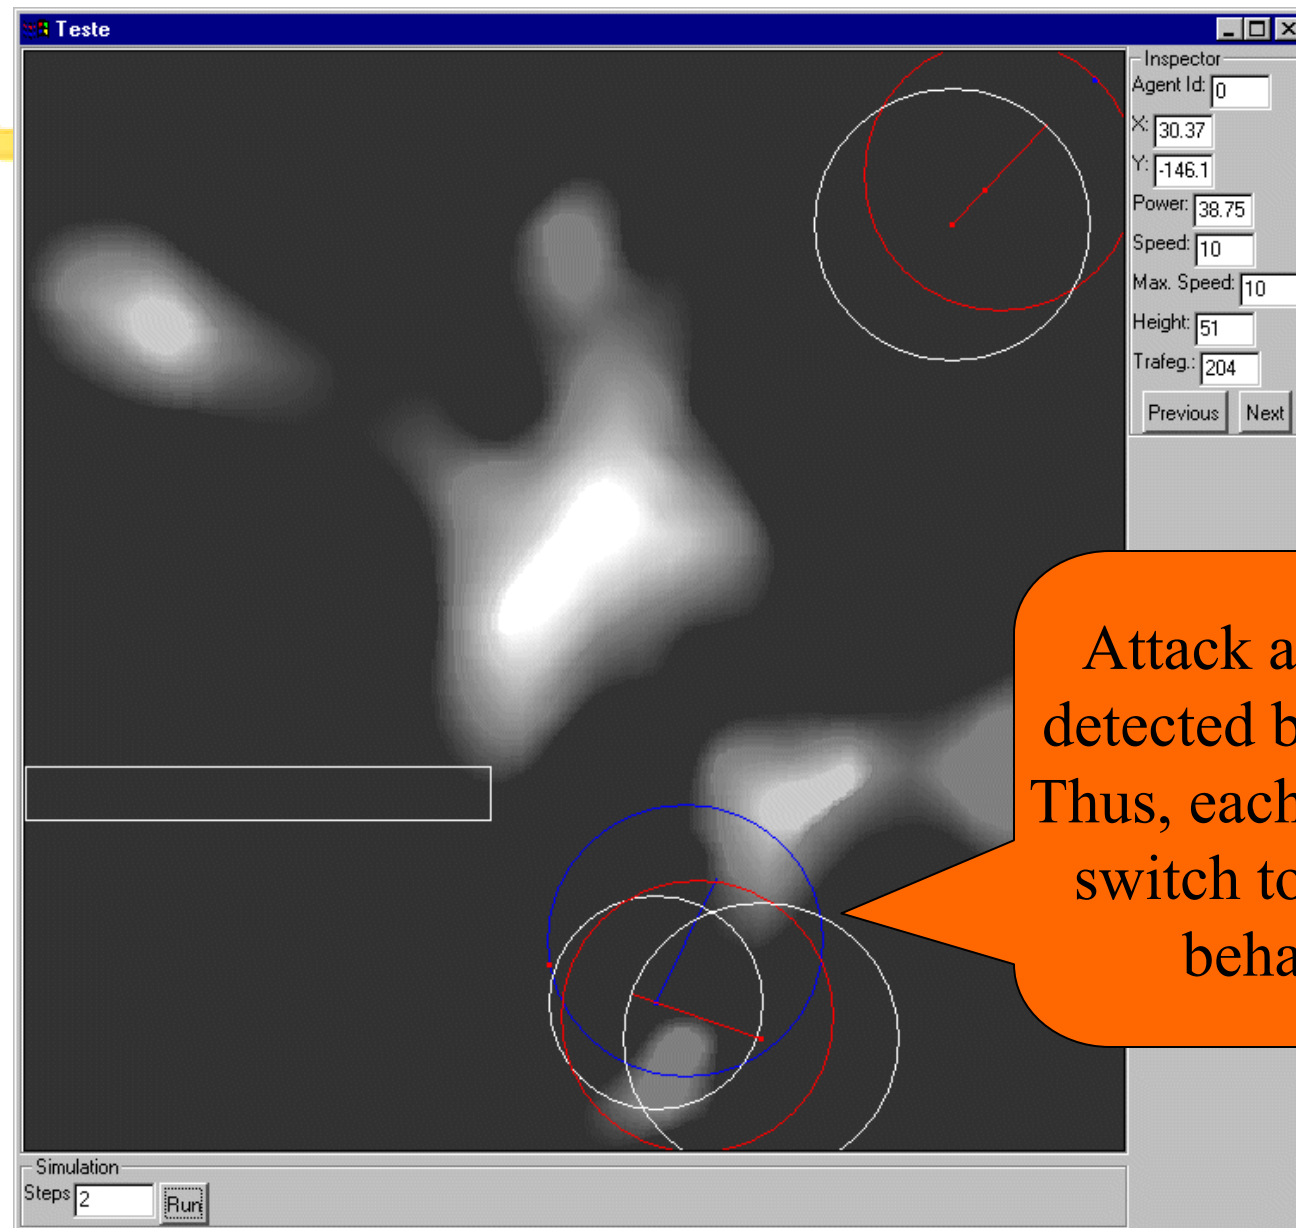 Teste
Inspector
Agent Id: 0
X: 30.37
Y: -146.1
Power: 38.75
Speed: 10
Max. Speed: 10
Height: 51
Trafeg.: 204
Previous Next
Attack a
detected b
Thus, each
switch to
beha
Simulation
Steps 2 Run